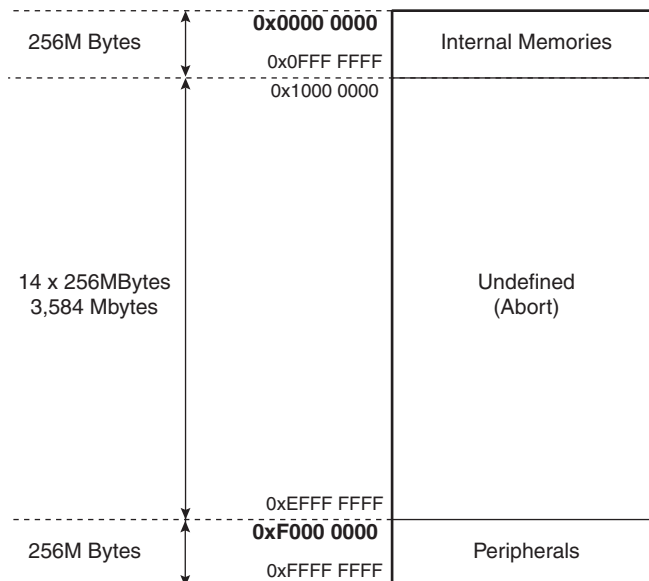 256M Bytes
0x0000 0000
0x0FFF FFFF
Internal Memories
0x1000 0000
14 x 256MBytes
3,584 Mbytes
Undefined
(Abort)
0xEFFF FFFF
256M Bytes
0xF000 0000
0xFFFF FFFF
Peripherals